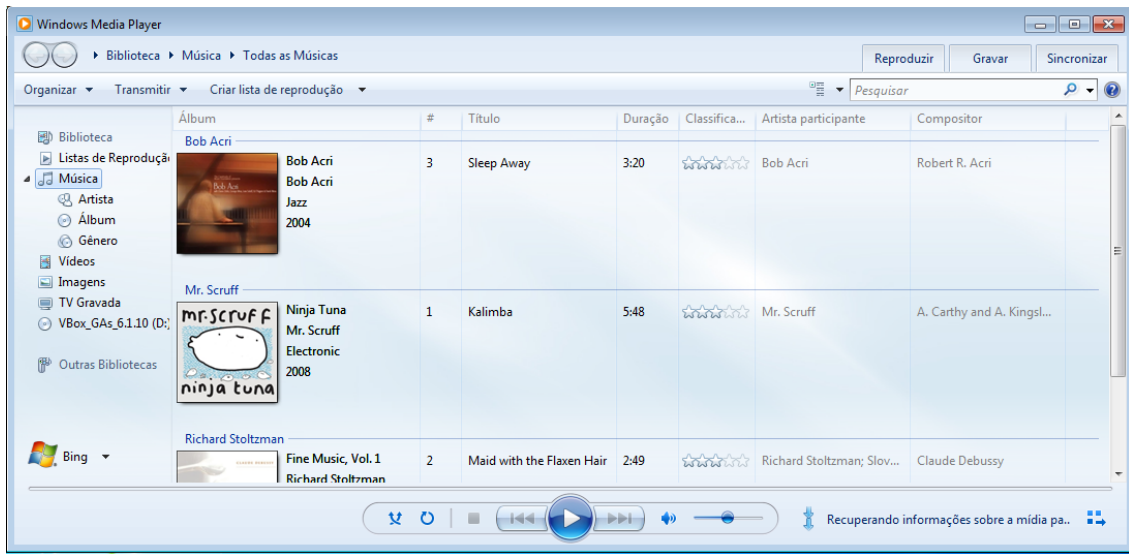 Windows Media Player
Biblioteca Música Todas as Músicas
Reproduzir Gravar Sincronizar
Organizar Transmitir Criar lista de reprodução Pesquisar
Álbum # Título Duração Classifica... Artista participante Compositor
Biblioteca
Listas de Reproduçã
Música
Artista
Álbum
Gênero
Vídeos
Imagens
TV Gravada
VBox_GAs_6.1.10 (D:)
Outras Bibliotecas
Bing
Bob Acri
Bob Acri 3 Sleep Away 3:20 Bob Acri Robert R. Acri
Bob Acri
Jazz
2004
Bob Acri
Mr. Scruff
Ninja Tuna 1 Kalimba 5:48 Mr. Scruff A. Carthy and A. Kingsl...
Mr. Scruff
Electronic
2008
mr.scruff
ninja tuna
Richard Stoltzman
Fine Music, Vol. 1 2 Maid with the Flaxen Hair 2:49 Richard Stoltzman; Slov... Claude Debussy
Richard Stoltzman
Recuperando informações sobre a mídia pa..